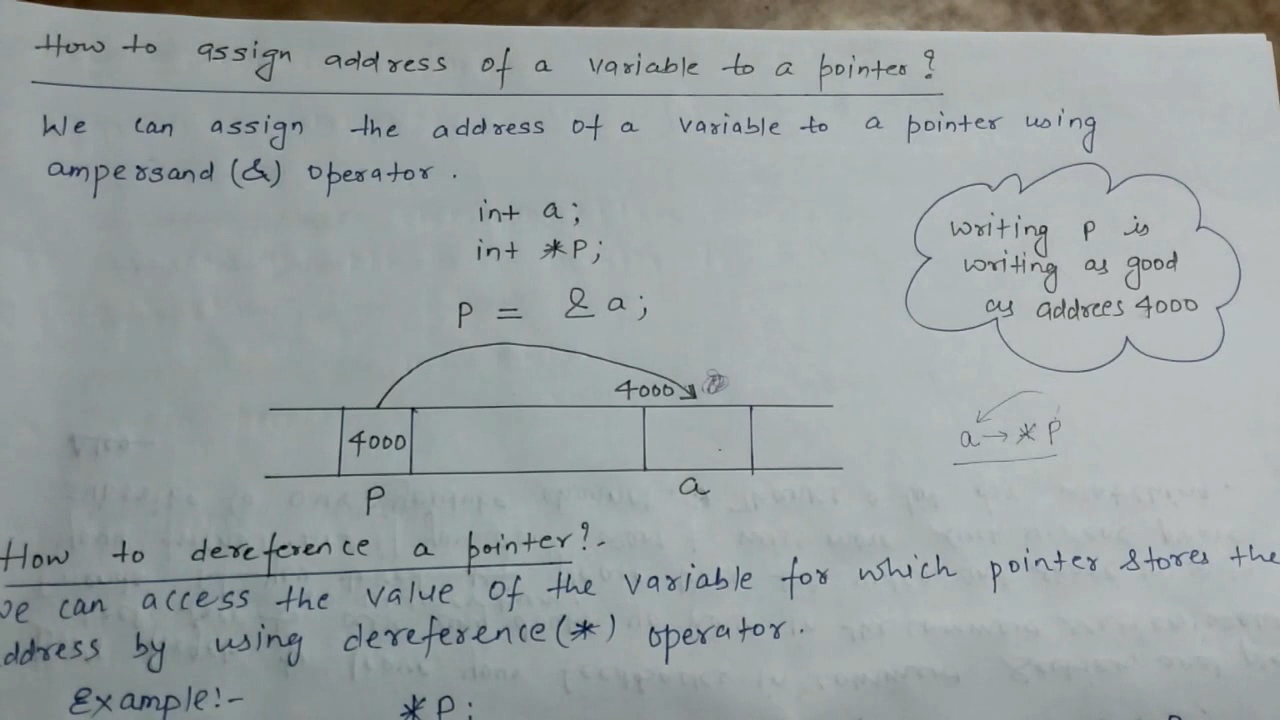 How to assign address of a variable to a pointer?
We can assign the address of a variable to a pointer using
ampersand (&) operator.
int a;
int *P;
P = &a;
writing P is
writing as good
as addrees 4000
4000
4000
P
a
a → *P
How to dereference a pointer?-
we can access the value of the variable for which pointer stores the
ddress by using dereference(*) operator.
Example:-
*P;